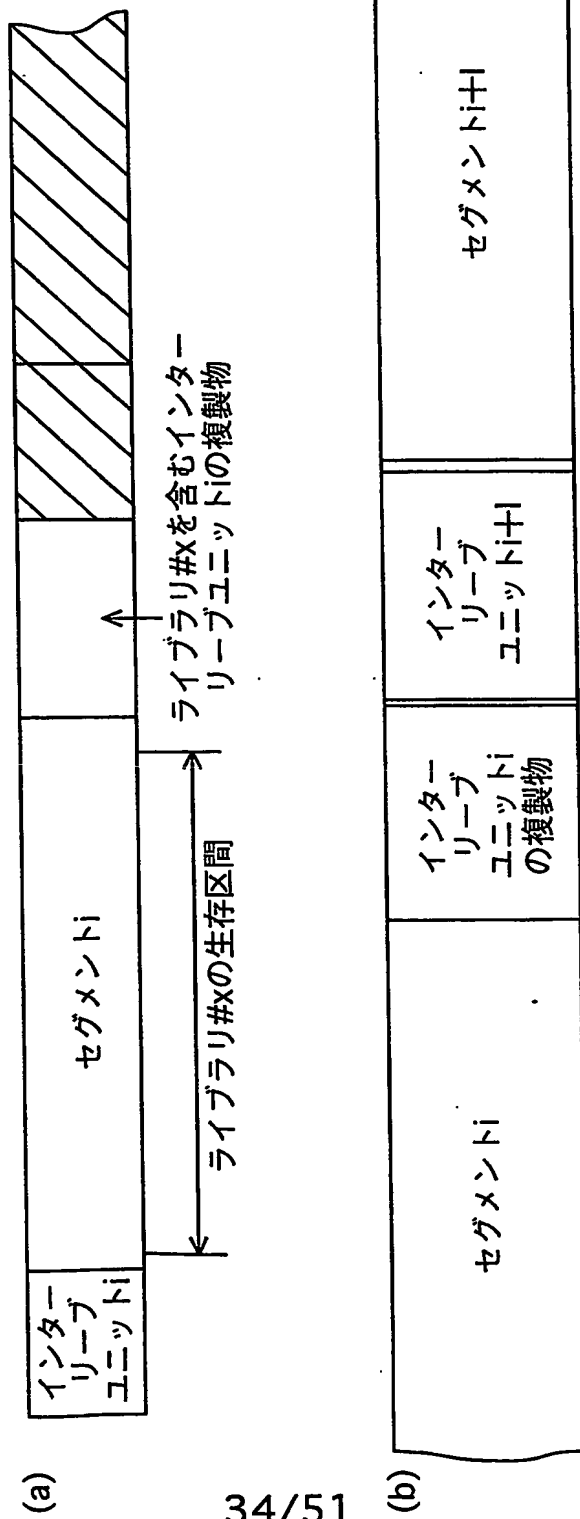 (a)
インター
リーブ
ユニットi
セグメントi
ライブラリ#xの生存区間
ライブラリ#xを含むインター
リーブユニットiの複製物
34/51
(b)
セグメントi
インター
リーブ
ユニットi
の複製物
インター
リーブ
ユニットi+1
セグメントi+1